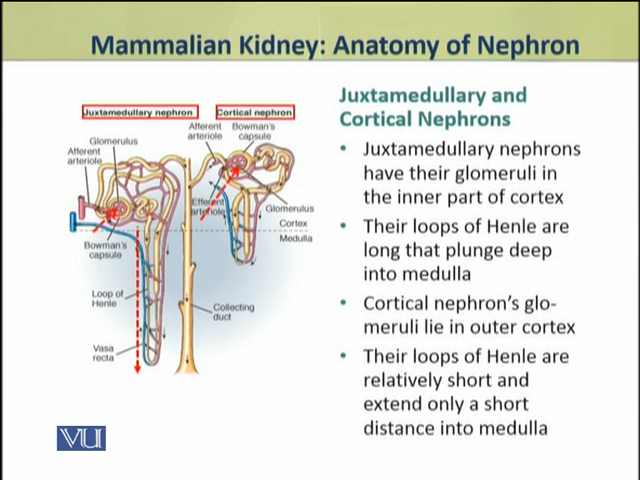 Mammalian Kidney: Anatomy of Nephron
Juxtamedullary nephron
Cortical nephron
Afferent
arteriole
Bowman's
capsule
Glomerulus
Afferent
arteriole
Efferent
arteriole
Glomerulus
Cortex
Medulla
Bowman's
capsule
Loop of
Henle
Collecting
duct
Vasa
recta
Juxtamedullary and
Cortical Nephrons
• Juxtamedullary nephrons
have their glomeruli in
the inner part of cortex
• Their loops of Henle are
long that plunge deep
into medulla
• Cortical nephron's glo-
meruli lie in outer cortex
• Their loops of Henle are
relatively short and
extend only a short
distance into medulla
VU